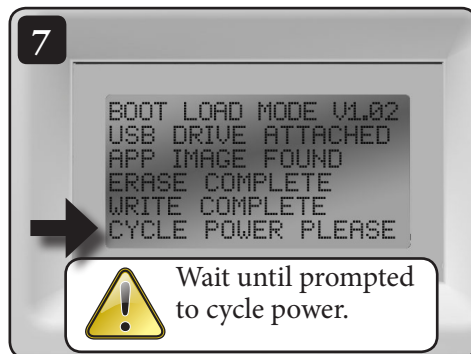 7
BOOT LOAD MODE V1.02
USB DRIVE ATTACHED
APP IMAGE FOUND
ERASE COMPLETE
WRITE COMPLETE
CYCLE POWER PLEASE
Wait until prompted
to cycle power.